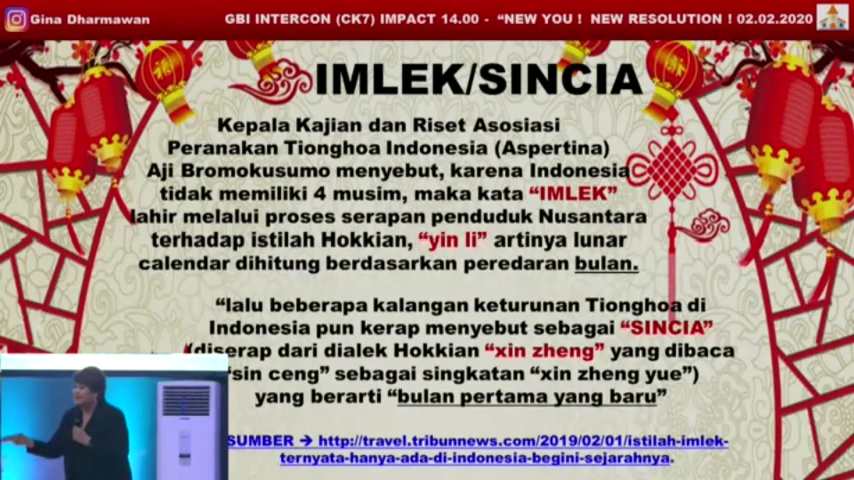 Gina Dharmawan
GBI INTERCON (CK7) IMPACT 14.00 - “NEW YOU ! NEW RESOLUTION ! 02.02.2020
IMLEK/SINCIA
Kepala Kajian dan Riset Asosiasi
Peranakan Tionghoa Indonesia (Aspertina)
Aji Bromokusumo menyebut, karena Indonesia
tidak memiliki 4 musim, maka kata “IMLEK”
lahir melalui proses serapan penduduk Nusantara
terhadap istilah Hokkian, “yin li” artinya lunar
calendar dihitung berdasarkan peredaran bulan.
“lalu beberapa kalangan keturunan Tionghoa di
Indonesia pun kerap menyebut sebagai “SINCIA”
(diserap dari dialek Hokkian “xin zheng” yang dibaca
“sin ceng” sebagai singkatan “xin zheng yue”)
yang berarti “bulan pertama yang baru”
SUMBER → http://travel.tribunnews.com/2019/02/01/istilah-imlek-
ternyata-hanya-ada-di-indonesia-begini-sejarahnya.